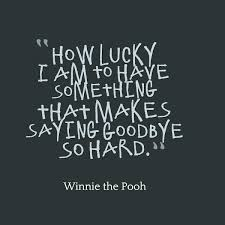 "HOW LUCKY
I AM TO HAVE
SOMETHING
THAT MAKES
SAYING GOODBYE
SO HARD."
Winnie the Pooh